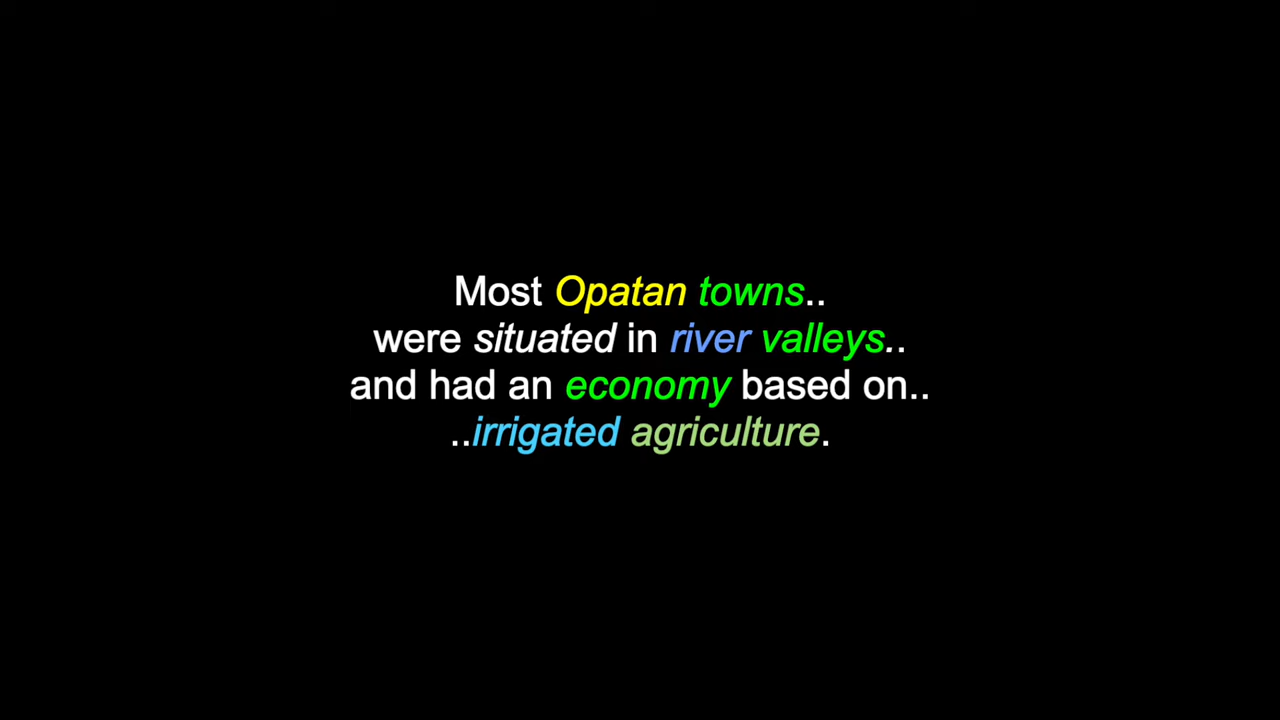 Most Opatan towns..
were situated in river valleys..
and had an economy based on..
..irrigated agriculture.